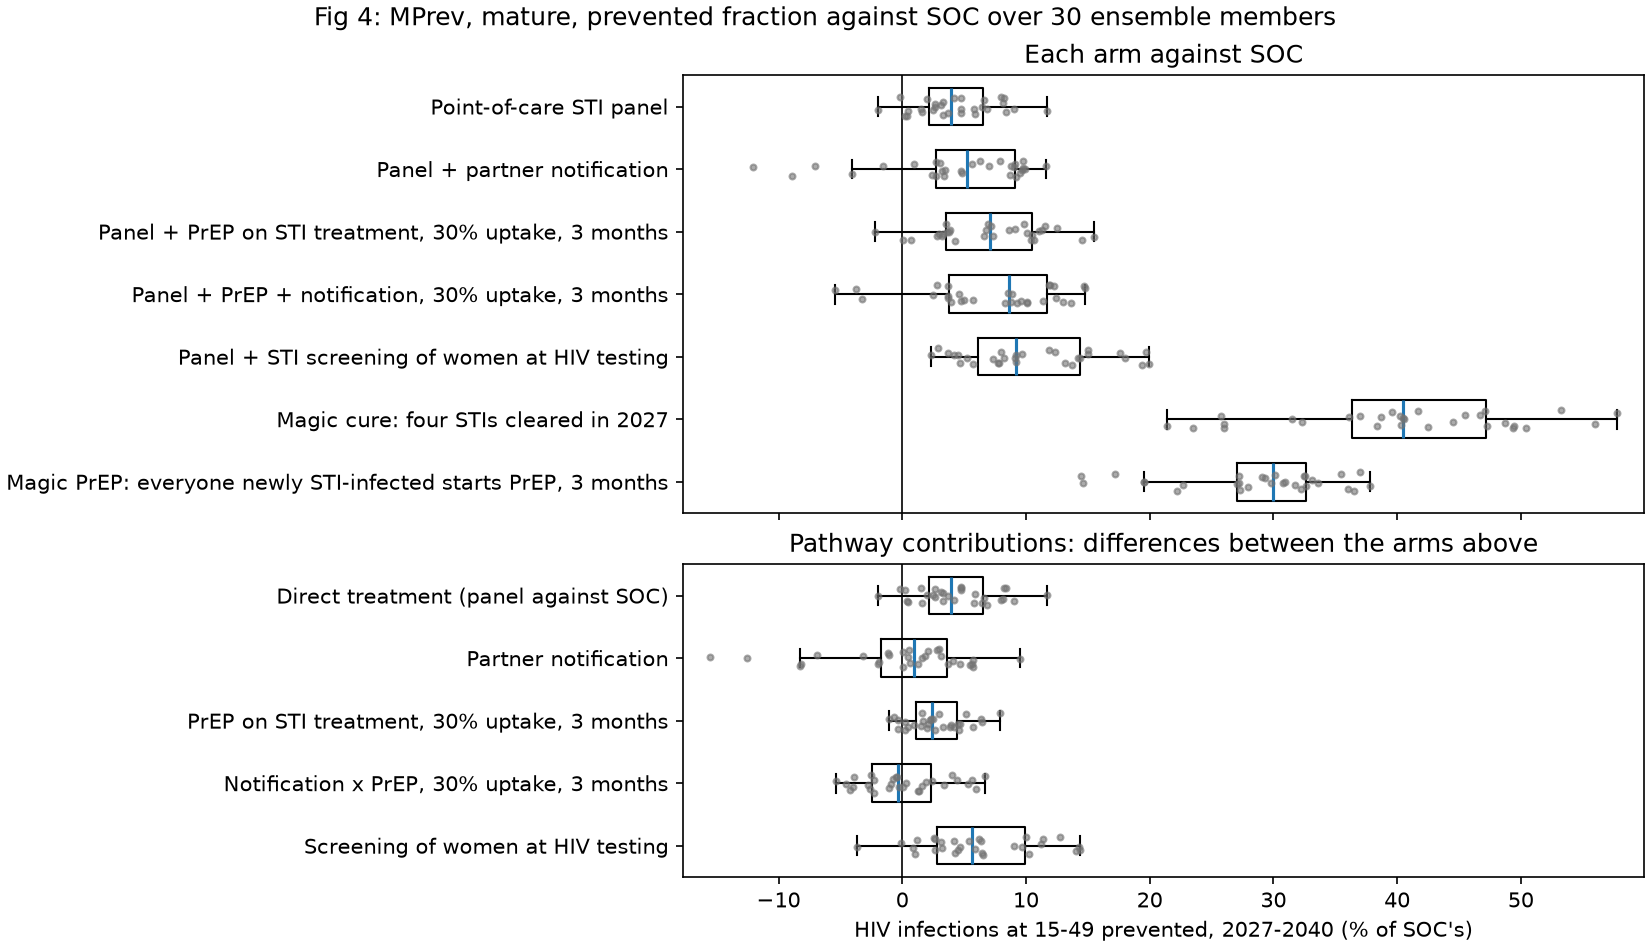 Fig 4: MPrev, mature, prevented fraction against SOC over 30 ensemble members
Each arm against SOC
Point-of-care STI panel
Panel + partner notification
Panel + PrEP on STI treatment, 30% uptake, 3 months
Panel + PrEP + notification, 30% uptake, 3 months
Panel + STI screening of women at HIV testing
Magic cure: four STIs cleared in 2027
Magic PrEP: everyone newly STI-infected starts PrEP, 3 months
Pathway contributions: differences between the arms above
Direct treatment (panel against SOC)
Partner notification
PrEP on STI treatment, 30% uptake, 3 months
Notification x PrEP, 30% uptake, 3 months
Screening of women at HIV testing
−10 0 10 20 30 40 50
HIV infections at 15-49 prevented, 2027-2040 (% of SOC's)